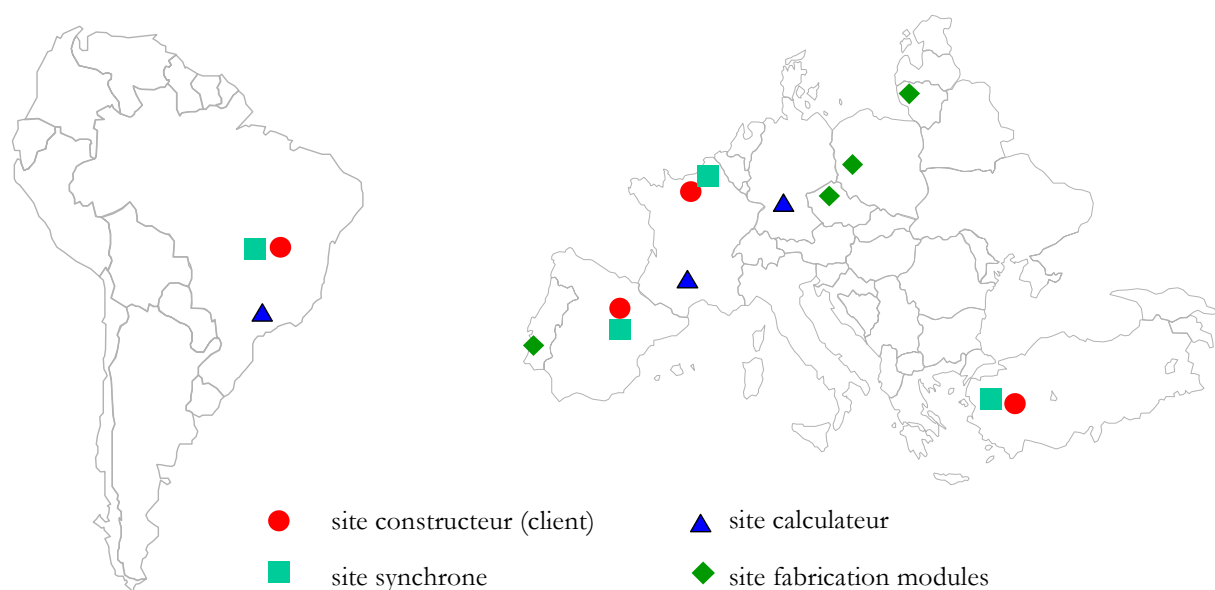 site constructeur (client)
site calculateur
site synchrone
site fabrication modules